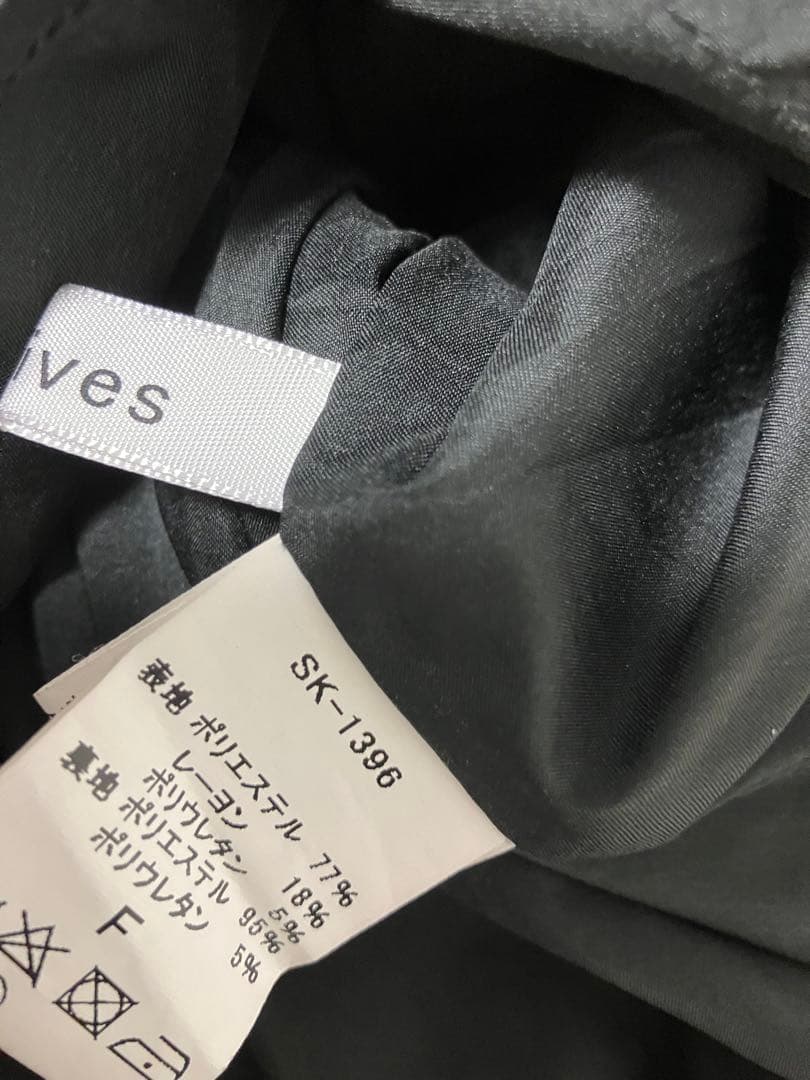 ives
SK-1396
表地 ポリエステル 77%
レーヨン 18%
ポリウレタン 5%
裏地 ポリエステル 95%
ポリウレタン 5%
F